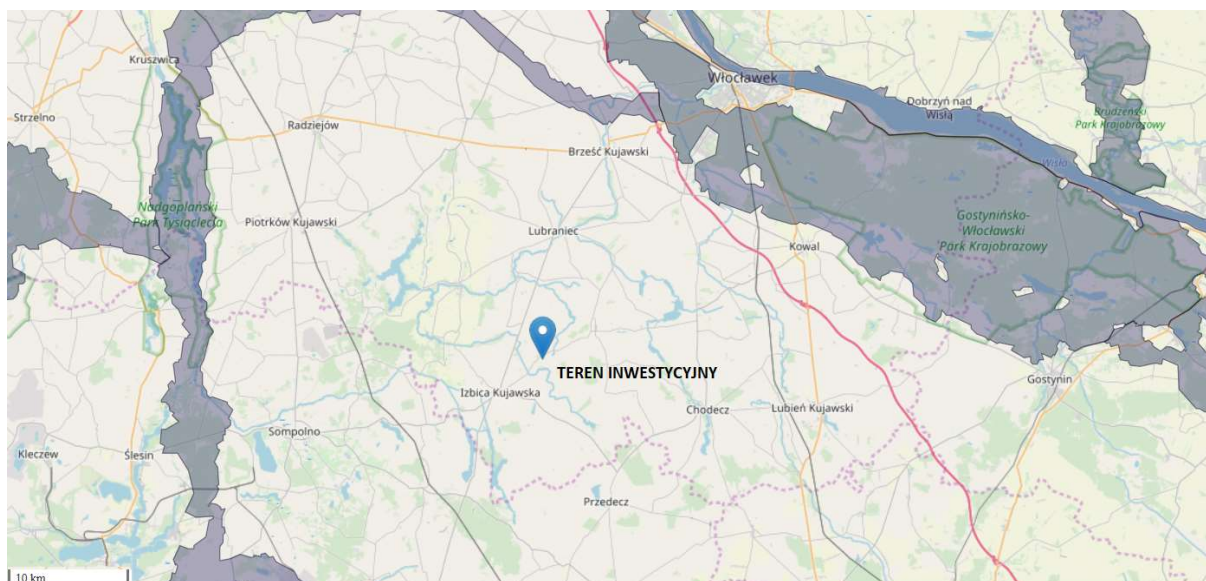 Kruszwica
Strzelno
Radziejów
Włocławek
Dobrzyń nad
Wisłą
Brudzeński
Park Krajobrazowy
Wisła
Brześć Kujawski
Nadgoplański
Park Tysiąclecia
Piotrków Kujawski
Lubraniec
Kowal
Gostynińsko-
Włocławski
Park Krajobrazowy
TEREN INWESTYCYJNY
Izbica Kujawska
Chodecz
Lubień Kujawski
Gostynin
Sompolno
Kleczew
Ślesin
Przedecz
10 km